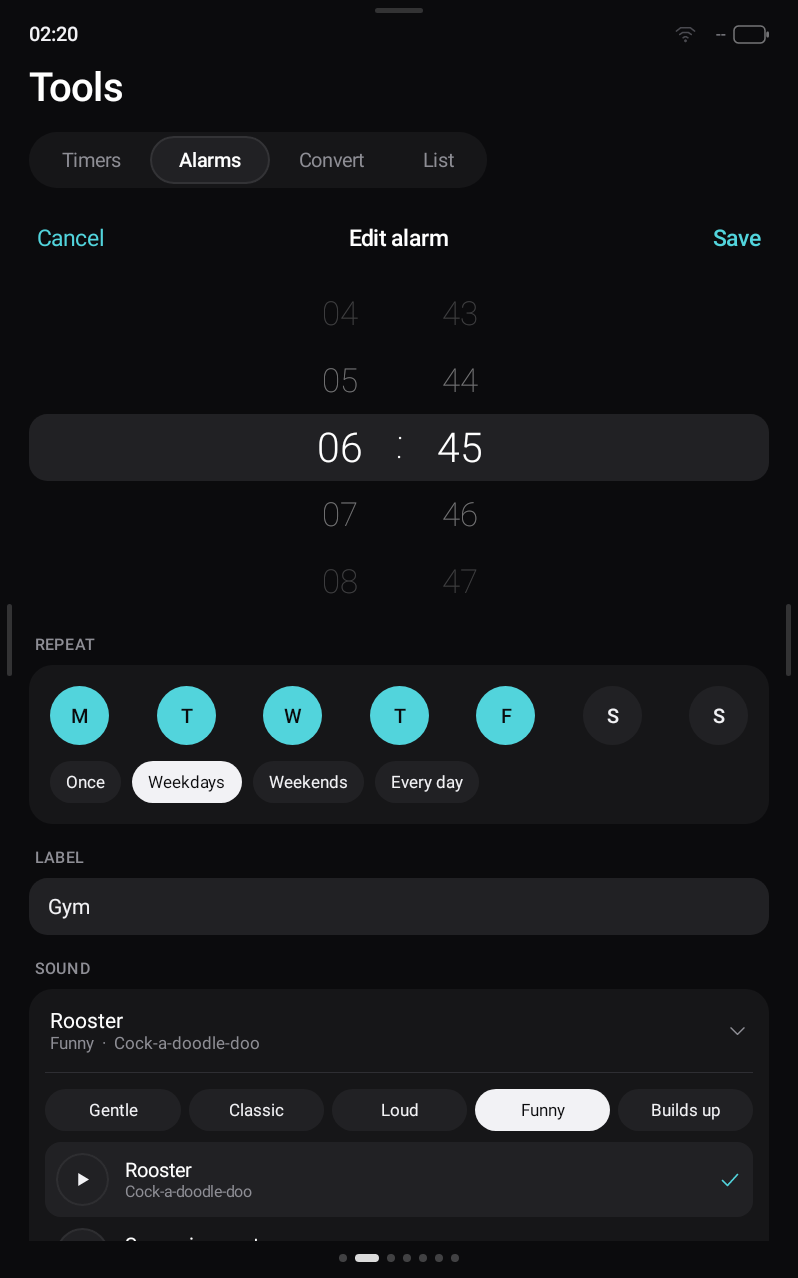 02:20
--
Tools
Timers Alarms Convert List
Cancel Edit alarm Save
04 43
05 44
06 : 45
07 46
08 47
REPEAT
M T W T F S S
Once Weekdays Weekends Every day
LABEL
Gym
SOUND
Rooster
Funny · Cock-a-doodle-doo
Gentle Classic Loud Funny Builds up
Rooster
Cock-a-doodle-doo